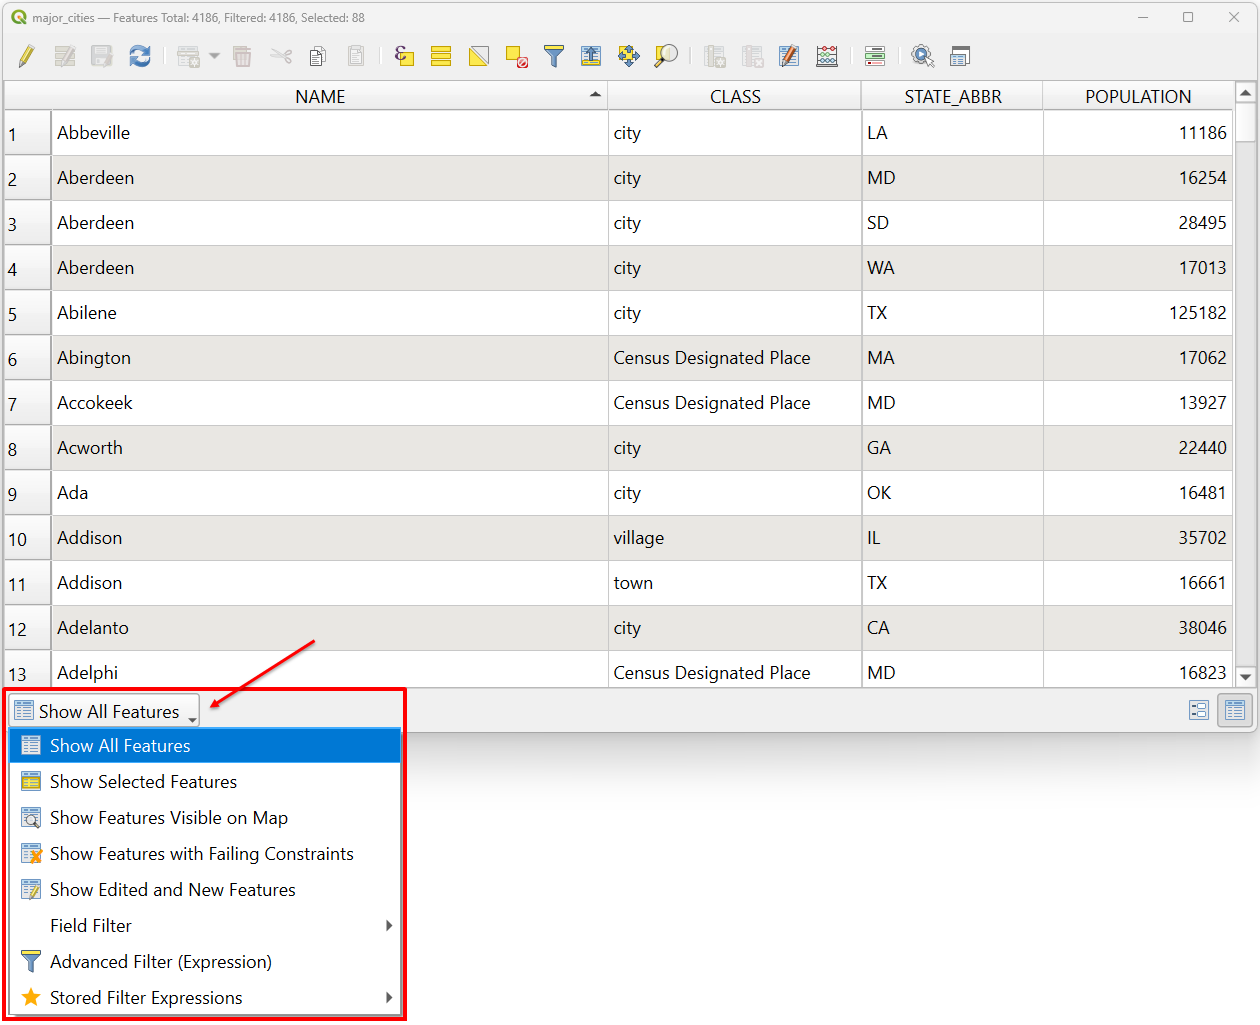 major_cities — Features Total: 4186, Filtered: 4186, Selected: 88
NAME CLASS STATE_ABBR POPULATION
1 Abbeville city LA 11186
2 Aberdeen city MD 16254
3 Aberdeen city SD 28495
4 Aberdeen city WA 17013
5 Abilene city TX 125182
6 Abington Census Designated Place MA 17062
7 Accokeek Census Designated Place MD 13927
8 Acworth city GA 22440
9 Ada city OK 16481
10 Addison village IL 35702
11 Addison town TX 16661
12 Adelanto city CA 38046
13 Adelphi Census Designated Place MD 16823
Show All Features
Show All Features
Show Selected Features
Show Features Visible on Map
Show Features with Failing Constraints
Show Edited and New Features
Field Filter
Advanced Filter (Expression)
Stored Filter Expressions